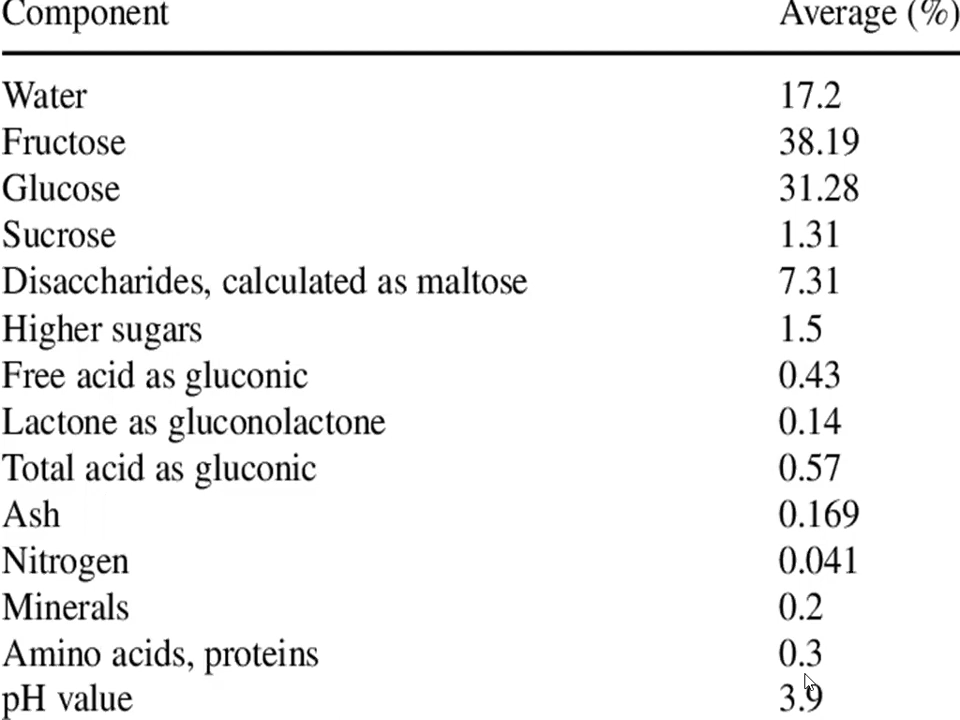 Component Average (%)
Water 17.2
Fructose 38.19
Glucose 31.28
Sucrose 1.31
Disaccharides, calculated as maltose 7.31
Higher sugars 1.5
Free acid as gluconic 0.43
Lactone as gluconolactone 0.14
Total acid as gluconic 0.57
Ash 0.169
Nitrogen 0.041
Minerals 0.2
Amino acids, proteins 0.3
pH value 3.9